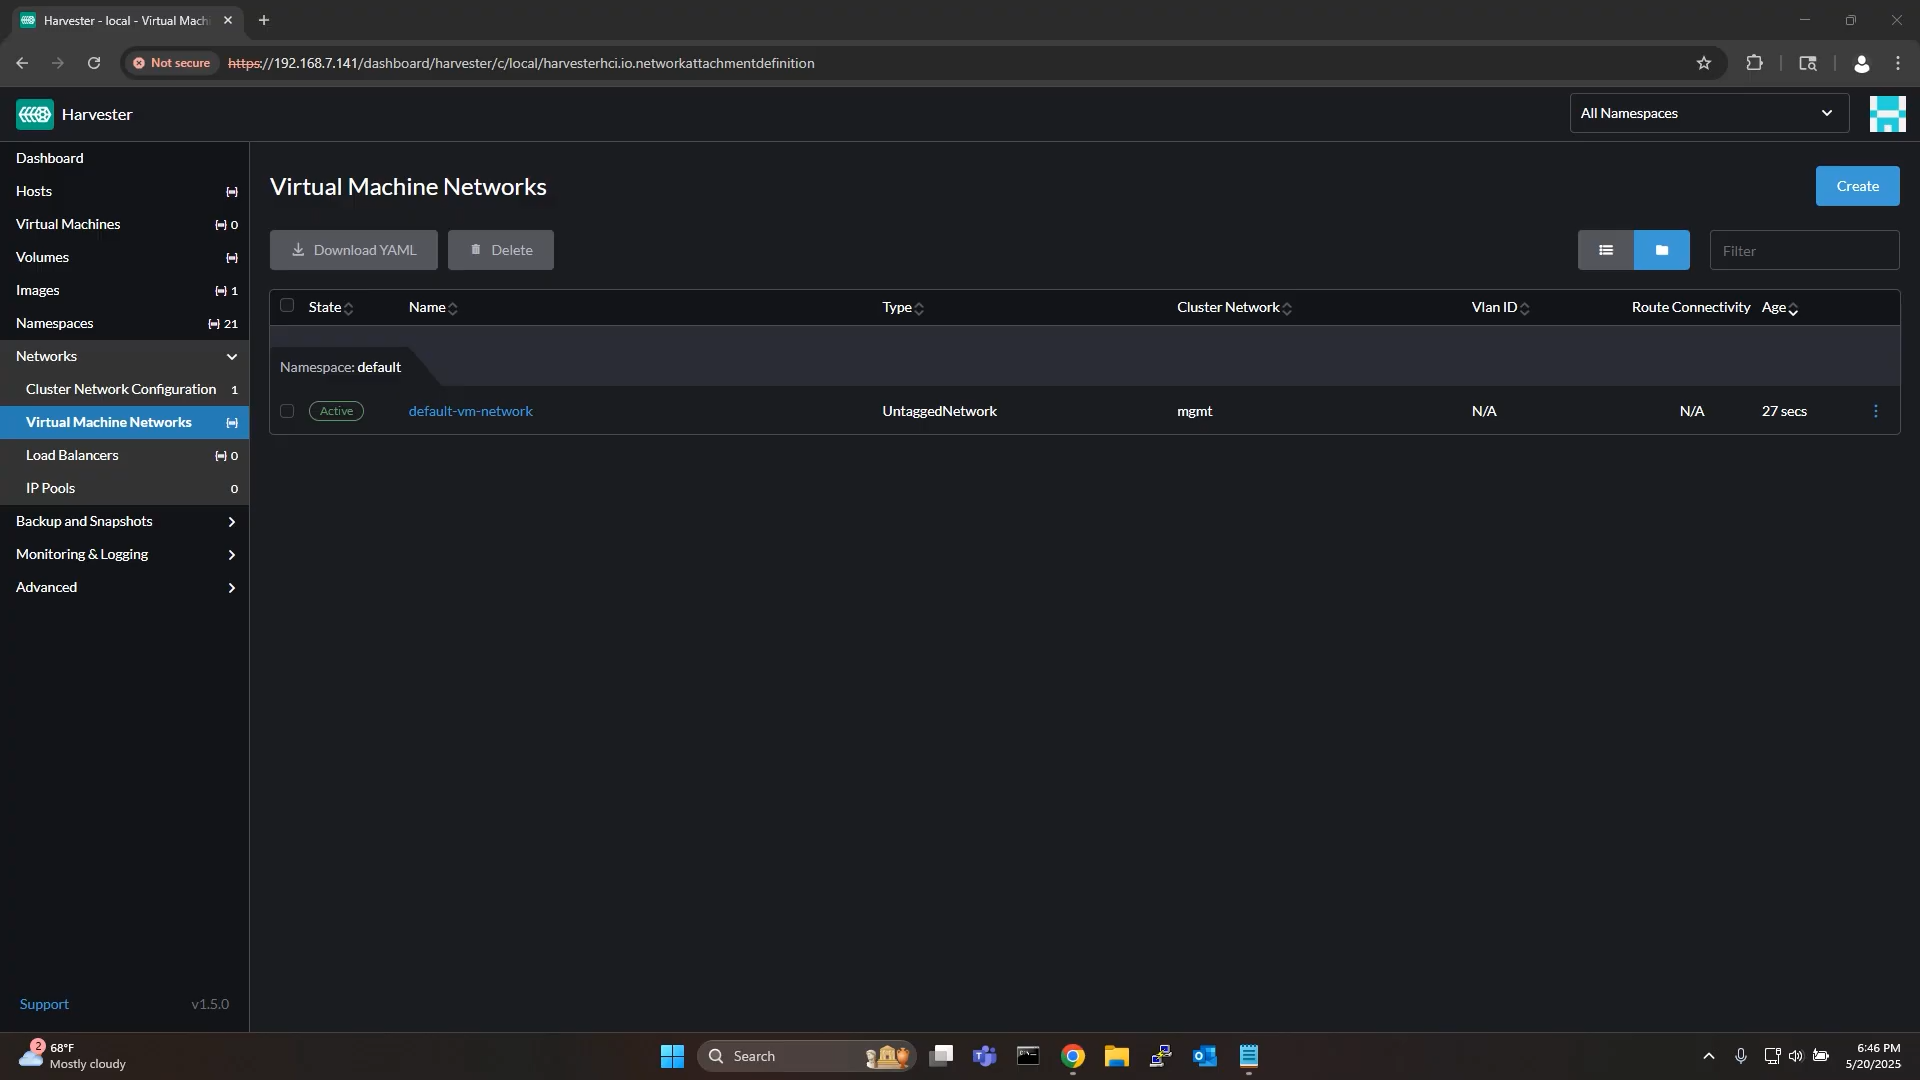 Harvester - local - Virtual Machi
Not secure
https://192.168.7.141/dashboard/harvester/c/local/harvesterhci.io.networkattachmentdefinition
Harvester
All Namespaces
Dashboard
Hosts
Virtual Machines 0
Volumes
Images 1
Namespaces 21
Networks
Cluster Network Configuration 1
Virtual Machine Networks
Load Balancers 0
IP Pools 0
Backup and Snapshots
Monitoring & Logging
Advanced
Support v1.5.0
Virtual Machine Networks
Create
Download YAML Delete
Filter
State Name Type Cluster Network Vlan ID Route Connectivity Age
Namespace: default
Active default-vm-network UntaggedNetwork mgmt N/A N/A 27 secs
2
68°F
Mostly cloudy
Search
6:46 PM
5/20/2025